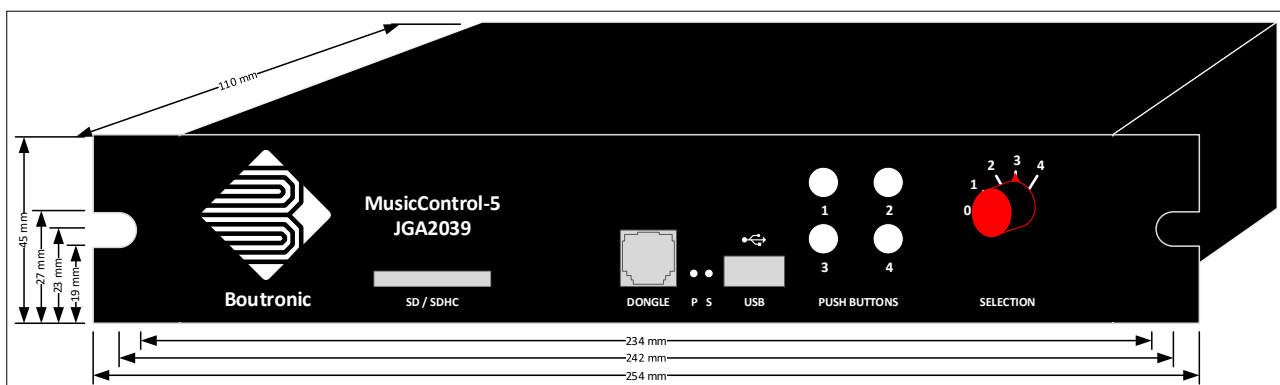 110 mm
45 mm
27 mm
23 mm
19 mm
Boutronic
MusicControl-5
JGA2039
SD / SDHC
DONGLE
P S
USB
1 2
3 4
PUSH BUTTONS
0 1 2 3 4
SELECTION
234 mm
242 mm
254 mm